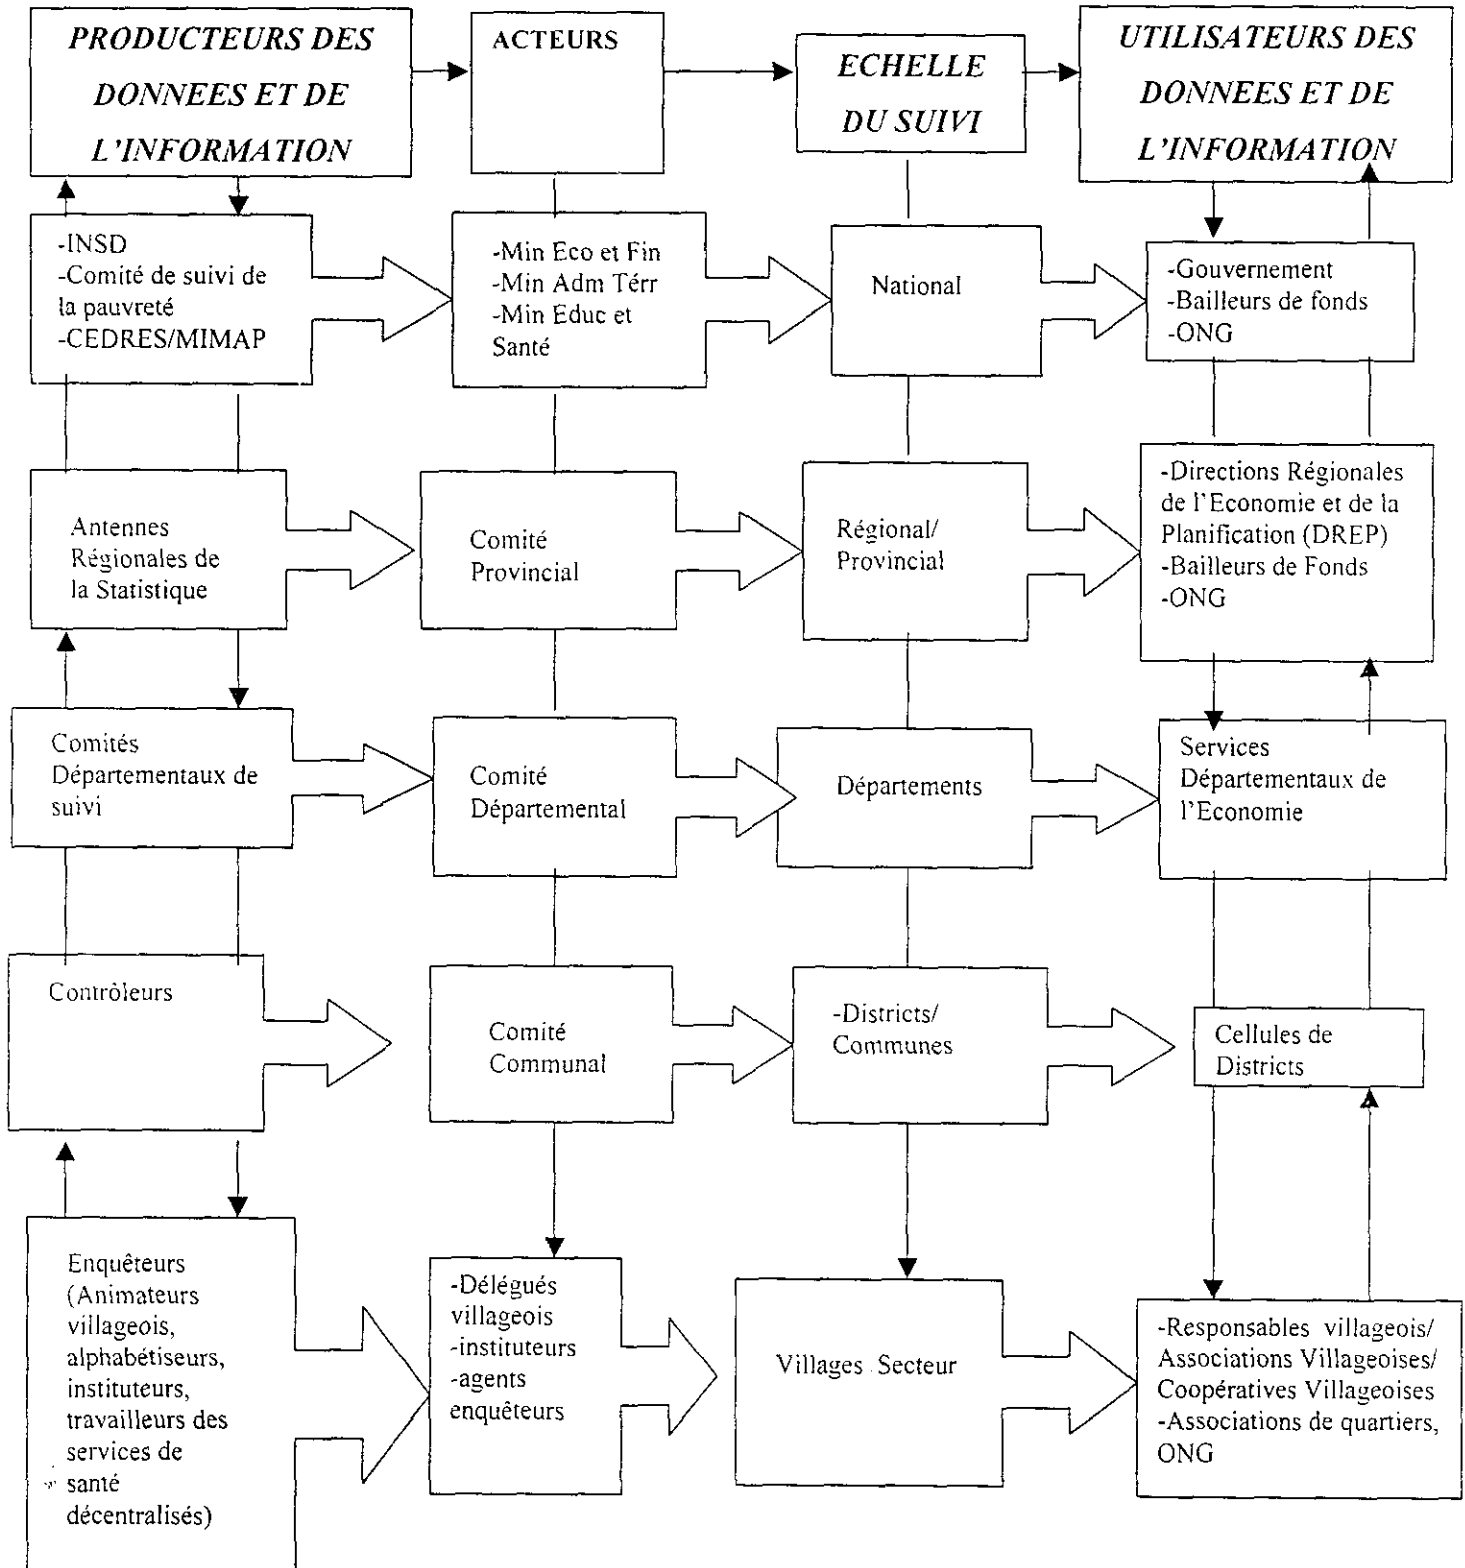 PRODUCTEURS DES
DONNEES ET DE
L'INFORMATION
ACTEURS
ECHELLE
DU SUIVI
UTILISATEURS DES
DONNEES ET DE
L'INFORMATION
-INSD
-Comité de suivi de
la pauvreté
-CEDRES/MIMAP
-Min Eco et Fin
-Min Adm Térr
-Min Educ et
Santé
National
-Gouvernement
-Bailleurs de fonds
-ONG
Antennes
Régionales de
la Statistique
Comité
Provincial
Régional/
Provincial
-Directions Régionales
de l'Economie et de la
Planification (DREP)
-Bailleurs de Fonds
-ONG
Comités
Départementaux de
suivi
Comité
Départemental
Départements
Services
Départementaux de
l'Economie
Contrôleurs
Comité
Communal
-Districts/
Communes
Cellules de
Districts
Enquêteurs
(Animateurs
villageois,
alphabétiseurs,
instituteurs,
travailleurs des
services de
santé
décentralisés)
-Délégués
villageois
-instituteurs
-agents
enquêteurs
Villages Secteur
-Responsables villageois/
Associations Villageoises/
Coopératives Villageoises
-Associations de quartiers,
ONG